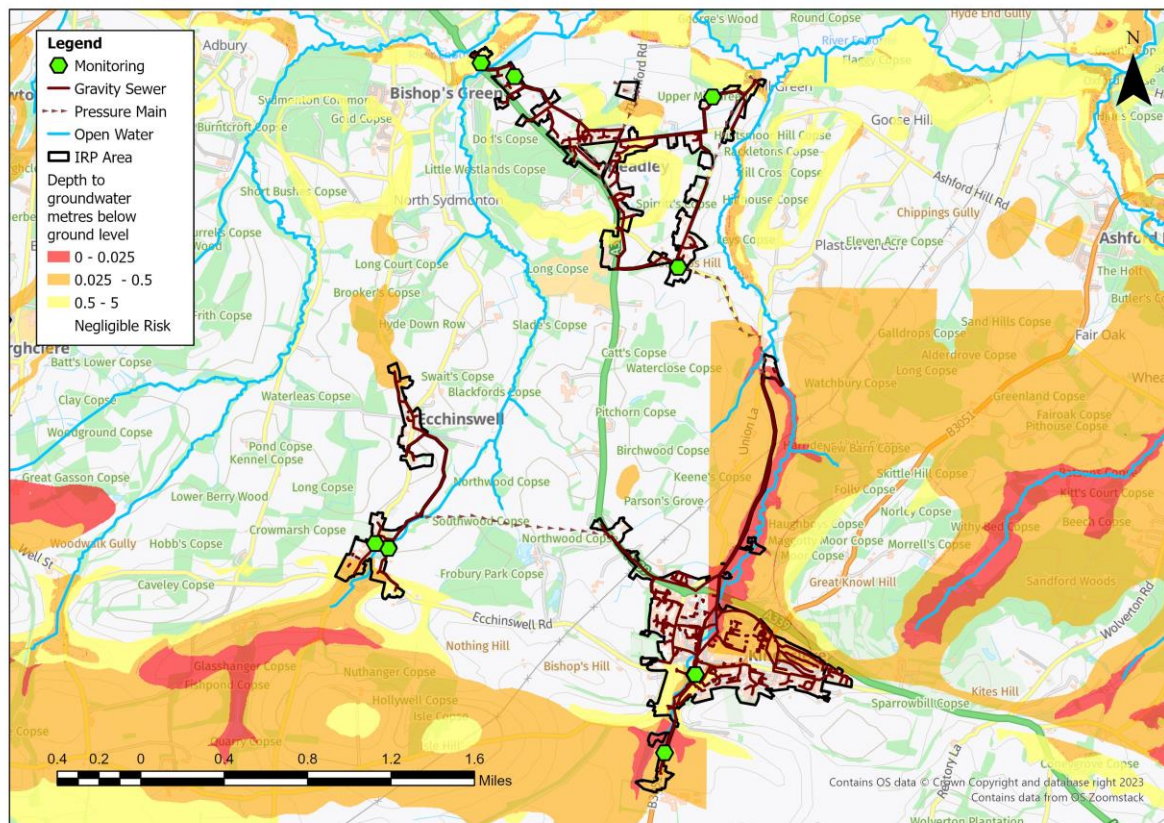 Legend
Monitoring
Gravity Sewer
Pressure Main
Open Water
IRP Area
Depth to
groundwater
metres below
ground level
0 - 0.025
0.025 - 0.5
0.5 - 5
Negligible Risk
N
Adbury
George's Wood
Round Copse
Hyde End Gully
Sydmonton Common
Gold Copse
Burntcroft Copse
Bishop's Green
Goose Hill
Dorl's Copse
Little Westlands Copse
Rackletons Copse
Ashford Hill Rd
Short Bushes Copse
North Sydmonton
Chippings Gully
Plastow Green
Eleven Acre Copse
Long Court Copse
Long Copse
The Holt
Brooker's Copse
Frith Copse
Hyde Down Row
Slade's Copse
Galldrops Copse
Sand Hills Copse
Fair Oak
Batt's Lower Copse
Catt's Copse
Waterclose Copse
Alderdrove Copse
Long Copse
Swait's Copse
Watchbury Copse
Clay Copse
Waterleas Copse
Blackfords Copse
Greenland Copse
Ecchinswell
Pitchorn Copse
Union La
Fairoak Copse
Pithouse Copse
Woodground Copse
B3051
New Barn Copse
Pond Copse
Kennel Copse
Birchwood Copse
Great Gasson Copse
Long Copse
Northwood Copse
Keene's Copse
Skittle Hill Copse
Folly Copse
Kitt's Court Copse
Lower Berry Wood
Parson's Grove
Norley Copse
Crowmarsh Copse
Southwood Copse
Withy Bed Copse
Beech Copse
Well St
Woodwalk Gully
Hobb's Copse
Northwood Copse
Maggotty Moor Copse
Morrell's Copse
Moor Copse
Frobury Park Copse
Great Knowl Hill
Sandford Woods
Caveley Copse
Wolverton Rd
Ecchinswell Rd
A339
Nothing Hill
Glasshanger Copse
Bishop's Hill
Fishpond Copse
Nuthanger Copse
Kites Hill
Hollywell Copse
Sparrowbill Copse
Isle Copse
Quarry Copse
Rectory La
0.4 0 0.4 0.8 1.2 1.6
Miles
Contains OS data © Crown Copyright and database right 2023
Contains data from OS Zoomstack
Wolverton Plantation